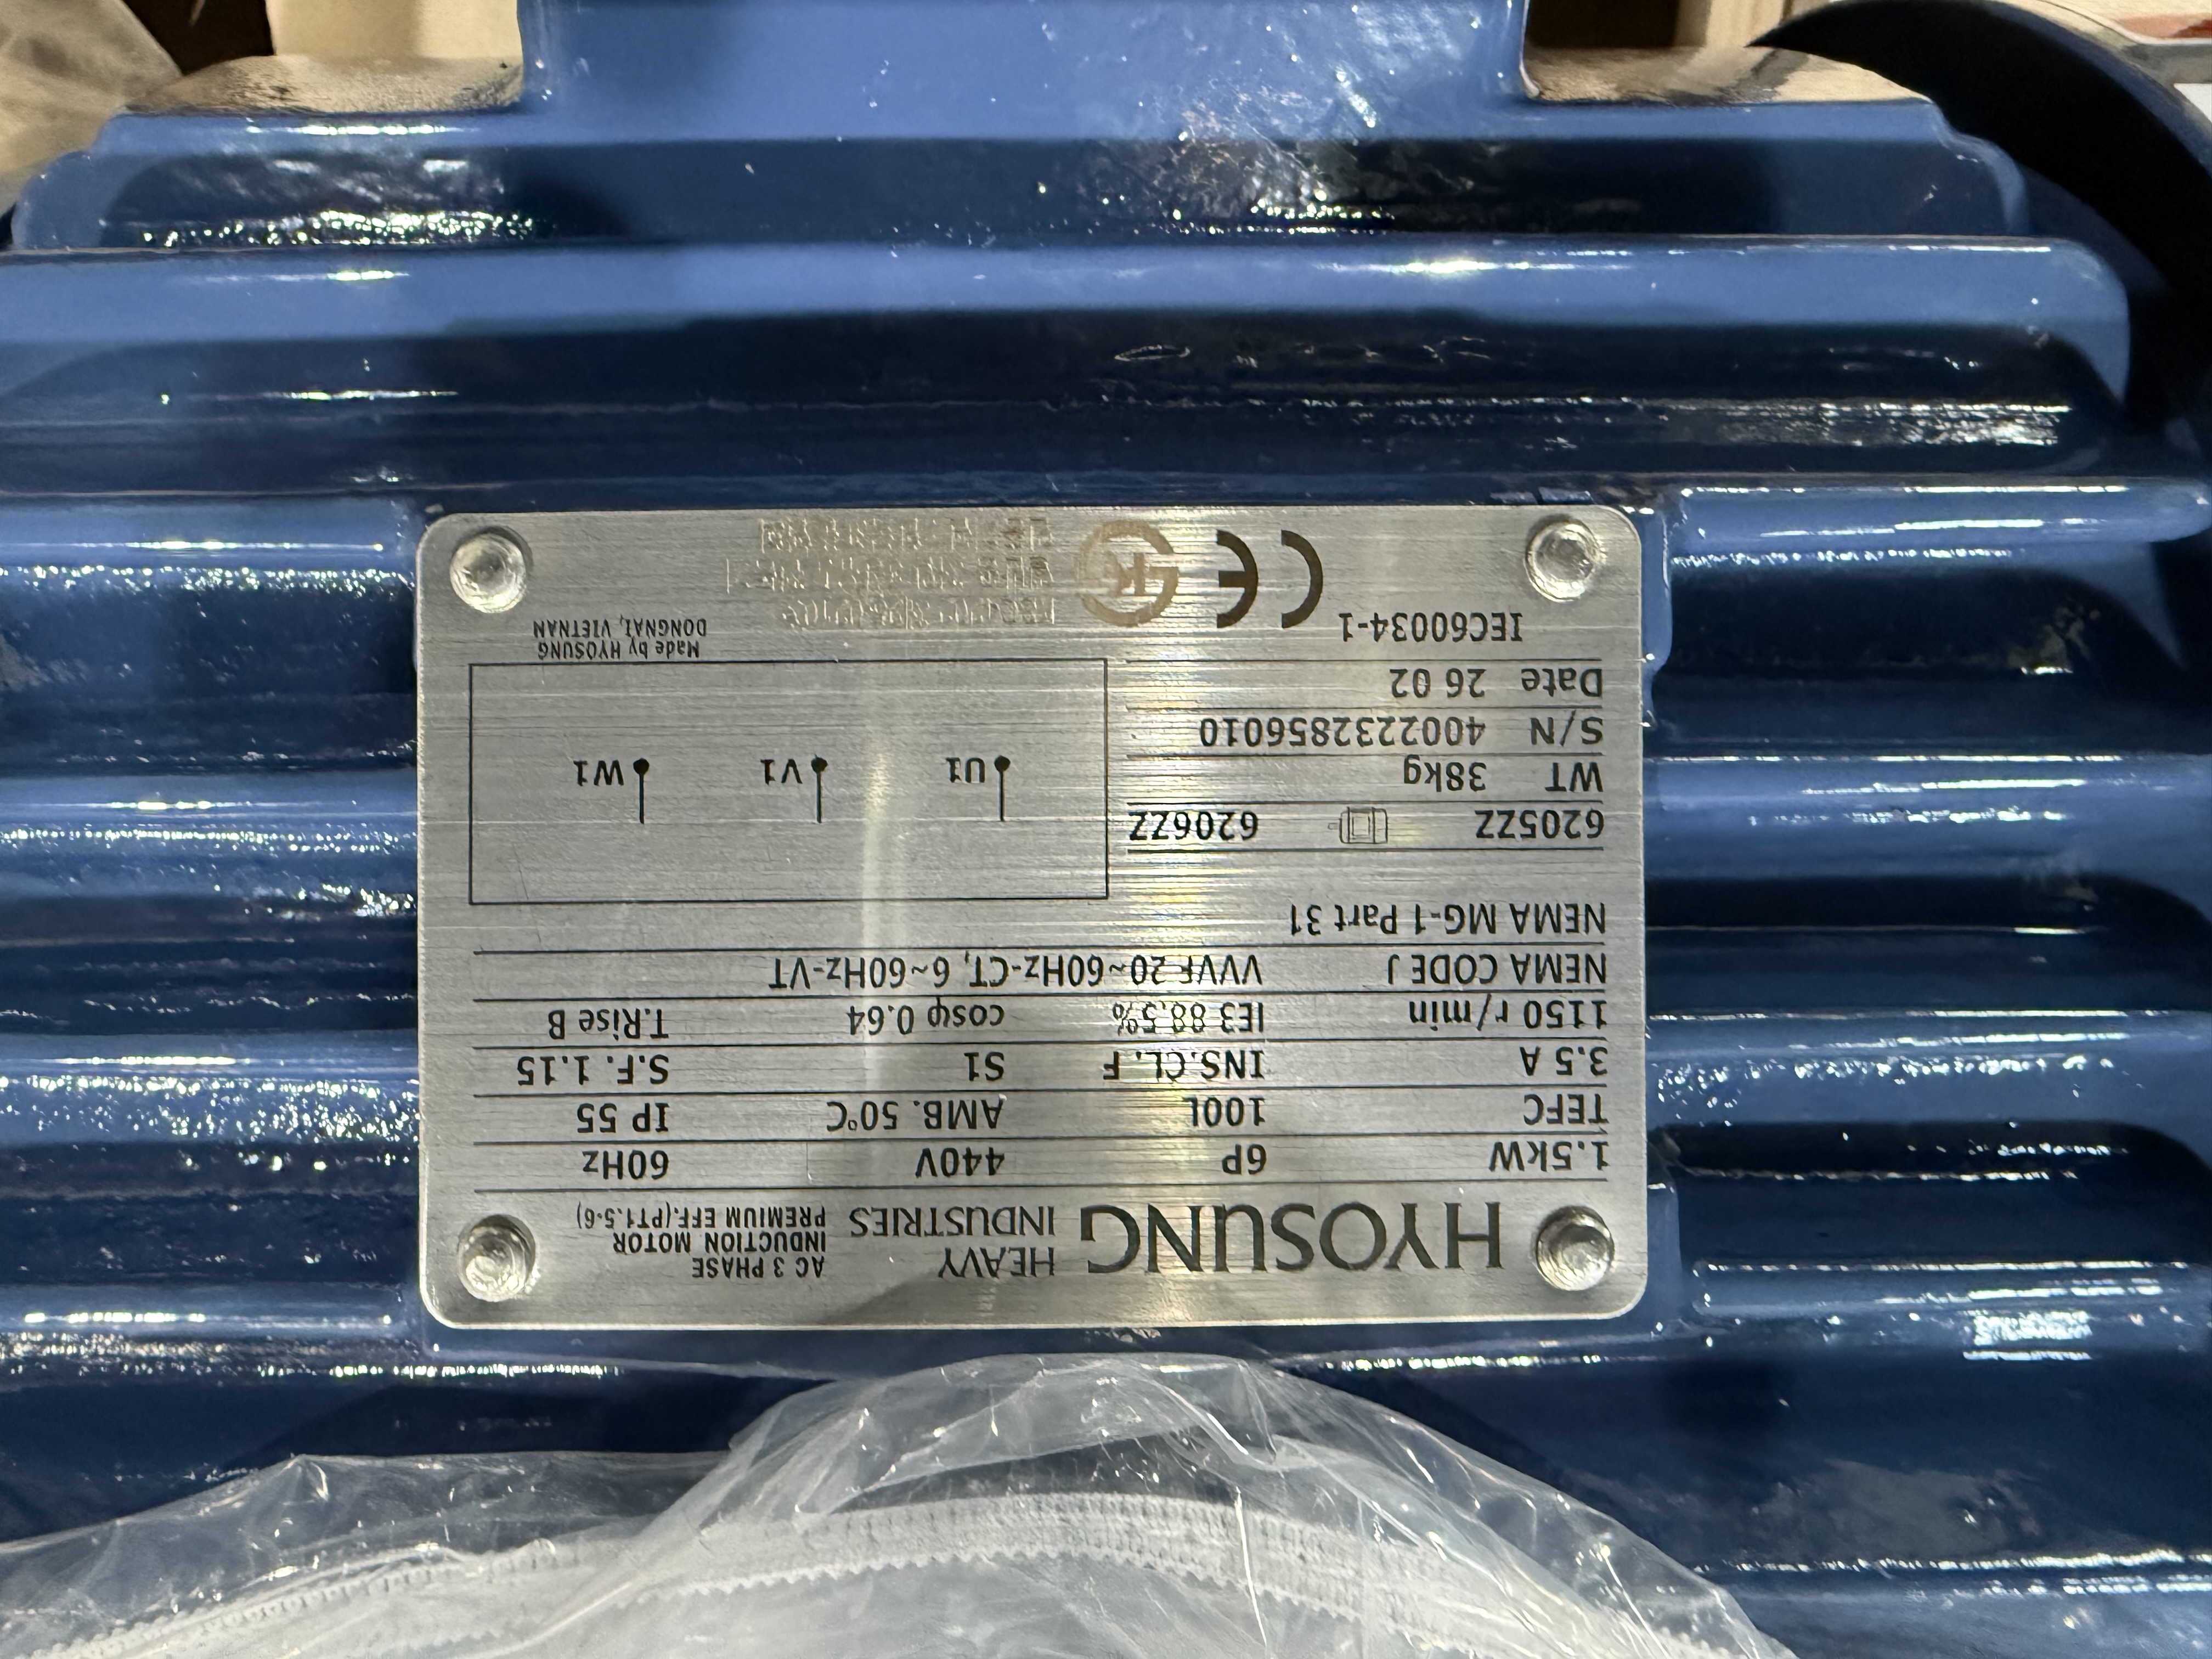 HYOSUNG HEAVY INDUSTRIES
AC 3 PHASE
INDUCTION MOTOR
PREMIUM EFF.(PT1.5-6)
1.5kW 6P 440V 60Hz
TEFC 100L AMB. 50℃ IP 55
3.5 A INS.CL. F S1 S.F. 1.15
1150 r/min IE3 88.5% cosφ 0.64 T.Rise B
NEMA CODE J VVVF 20~60Hz-CT, 6~60Hz-VT
NEMA MG-1 Part 31
6205ZZ 6206ZZ
WT 38kg
S/N 4002232856010
Date 26 02
U1 V1 W1
Made by HYOSUNG
DONGNAI, VIETNAM
IEC60034-1 CE